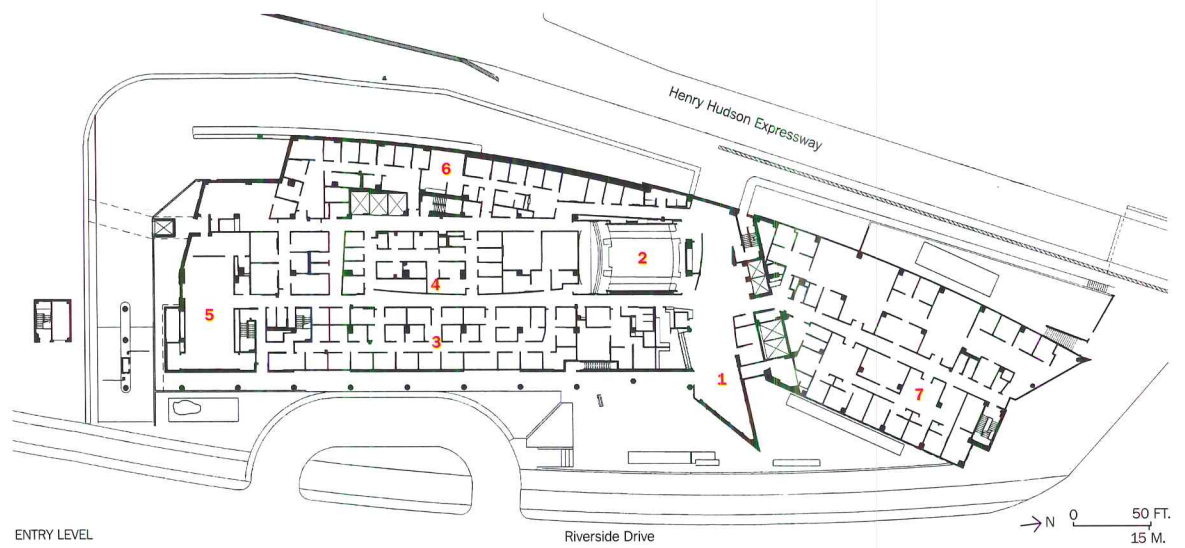 Henry Hudson Expressway
6
2
4
5
3
1
7
N 0 50 FT.
15 M.
ENTRY LEVEL
Riverside Drive